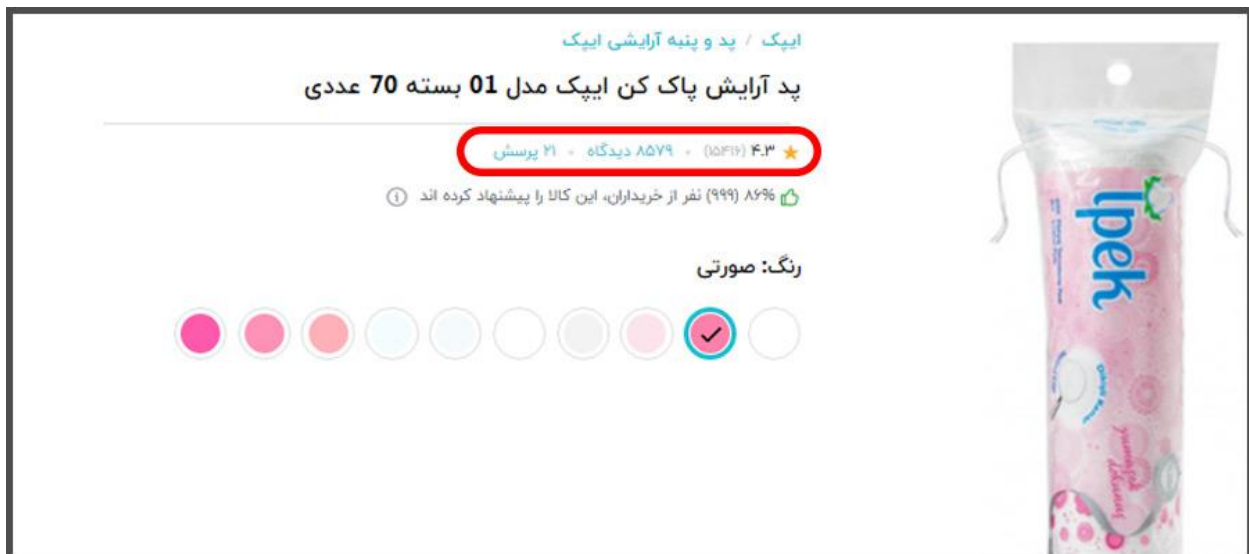 ایپک / پد و پنبه آرایشی ایپک
پد آرایش پاک کن ایپک مدل 01 بسته 70 عددی
۴.۳ (۱۵۴۱۶) • ۸۵۷۹ دیدگاه • ۲۱ پرسش
۸۶% (۹۹۹) نفر از خریداران، این کالا را پیشنهاد کرده اند
رنگ: صورتی
ipek
yumuşak